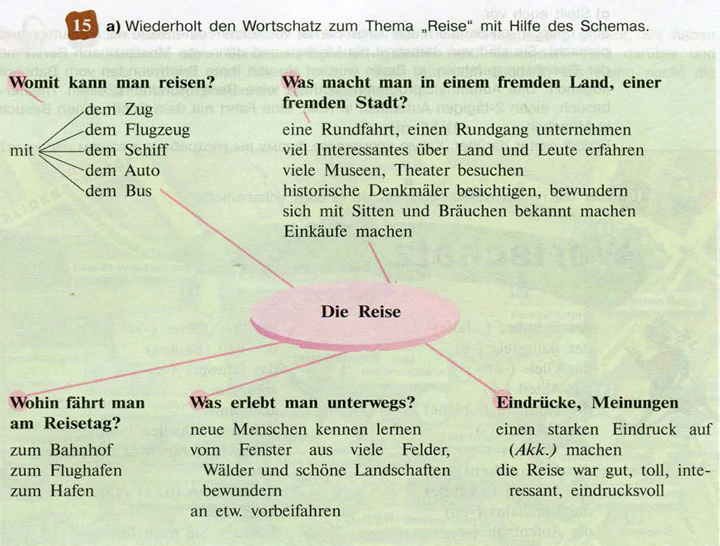 15 a) Wiederholt den Wortschatz zum Thema „Reise" mit Hilfe des Schemas.
Womit kann man reisen?
mit
dem Zug
dem Flugzeug
dem Schiff
dem Auto
dem Bus
Was macht man in einem fremden Land, einer
fremden Stadt?
eine Rundfahrt, einen Rundgang unternehmen
viel Interessantes über Land und Leute erfahren
viele Museen, Theater besuchen
historische Denkmäler besichtigen, bewundern
sich mit Sitten und Bräuchen bekannt machen
Einkäufe machen
Die Reise
Wohin fährt man
am Reisetag?
zum Bahnhof
zum Flughafen
zum Hafen
Was erlebt man unterwegs?
neue Menschen kennen lernen
vom Fenster aus viele Felder,
Wälder und schöne Landschaften
bewundern
an etw. vorbeifahren
Eindrücke, Meinungen
einen starken Eindruck auf
(Akk.) machen
die Reise war gut, toll, inte-
ressant, eindrucksvoll